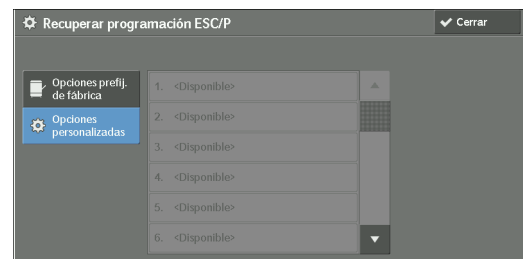 Recuperar programación ESC/P
Cerrar
Opciones prefij.
de fábrica
Opciones
personalizadas
1. <Disponible>
2. <Disponible>
3. <Disponible>
4. <Disponible>
5. <Disponible>
6. <Disponible>